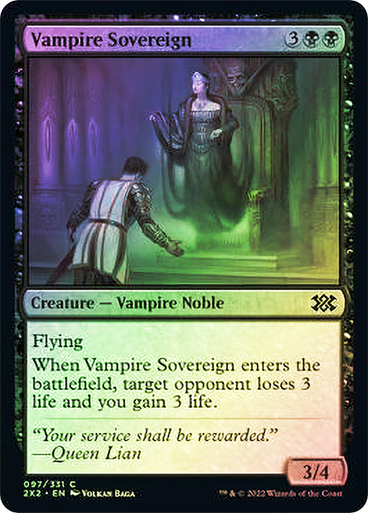 Vampire Sovereign 3
Creature — Vampire Noble
Flying
When Vampire Sovereign enters the
battlefield, target opponent loses 3
life and you gain 3 life.
“Your service shall be rewarded.”
—Queen Lian
3/4
097/331 C
2X2 • EN Volkan Baga
™ & © 2022 Wizards of the Coast